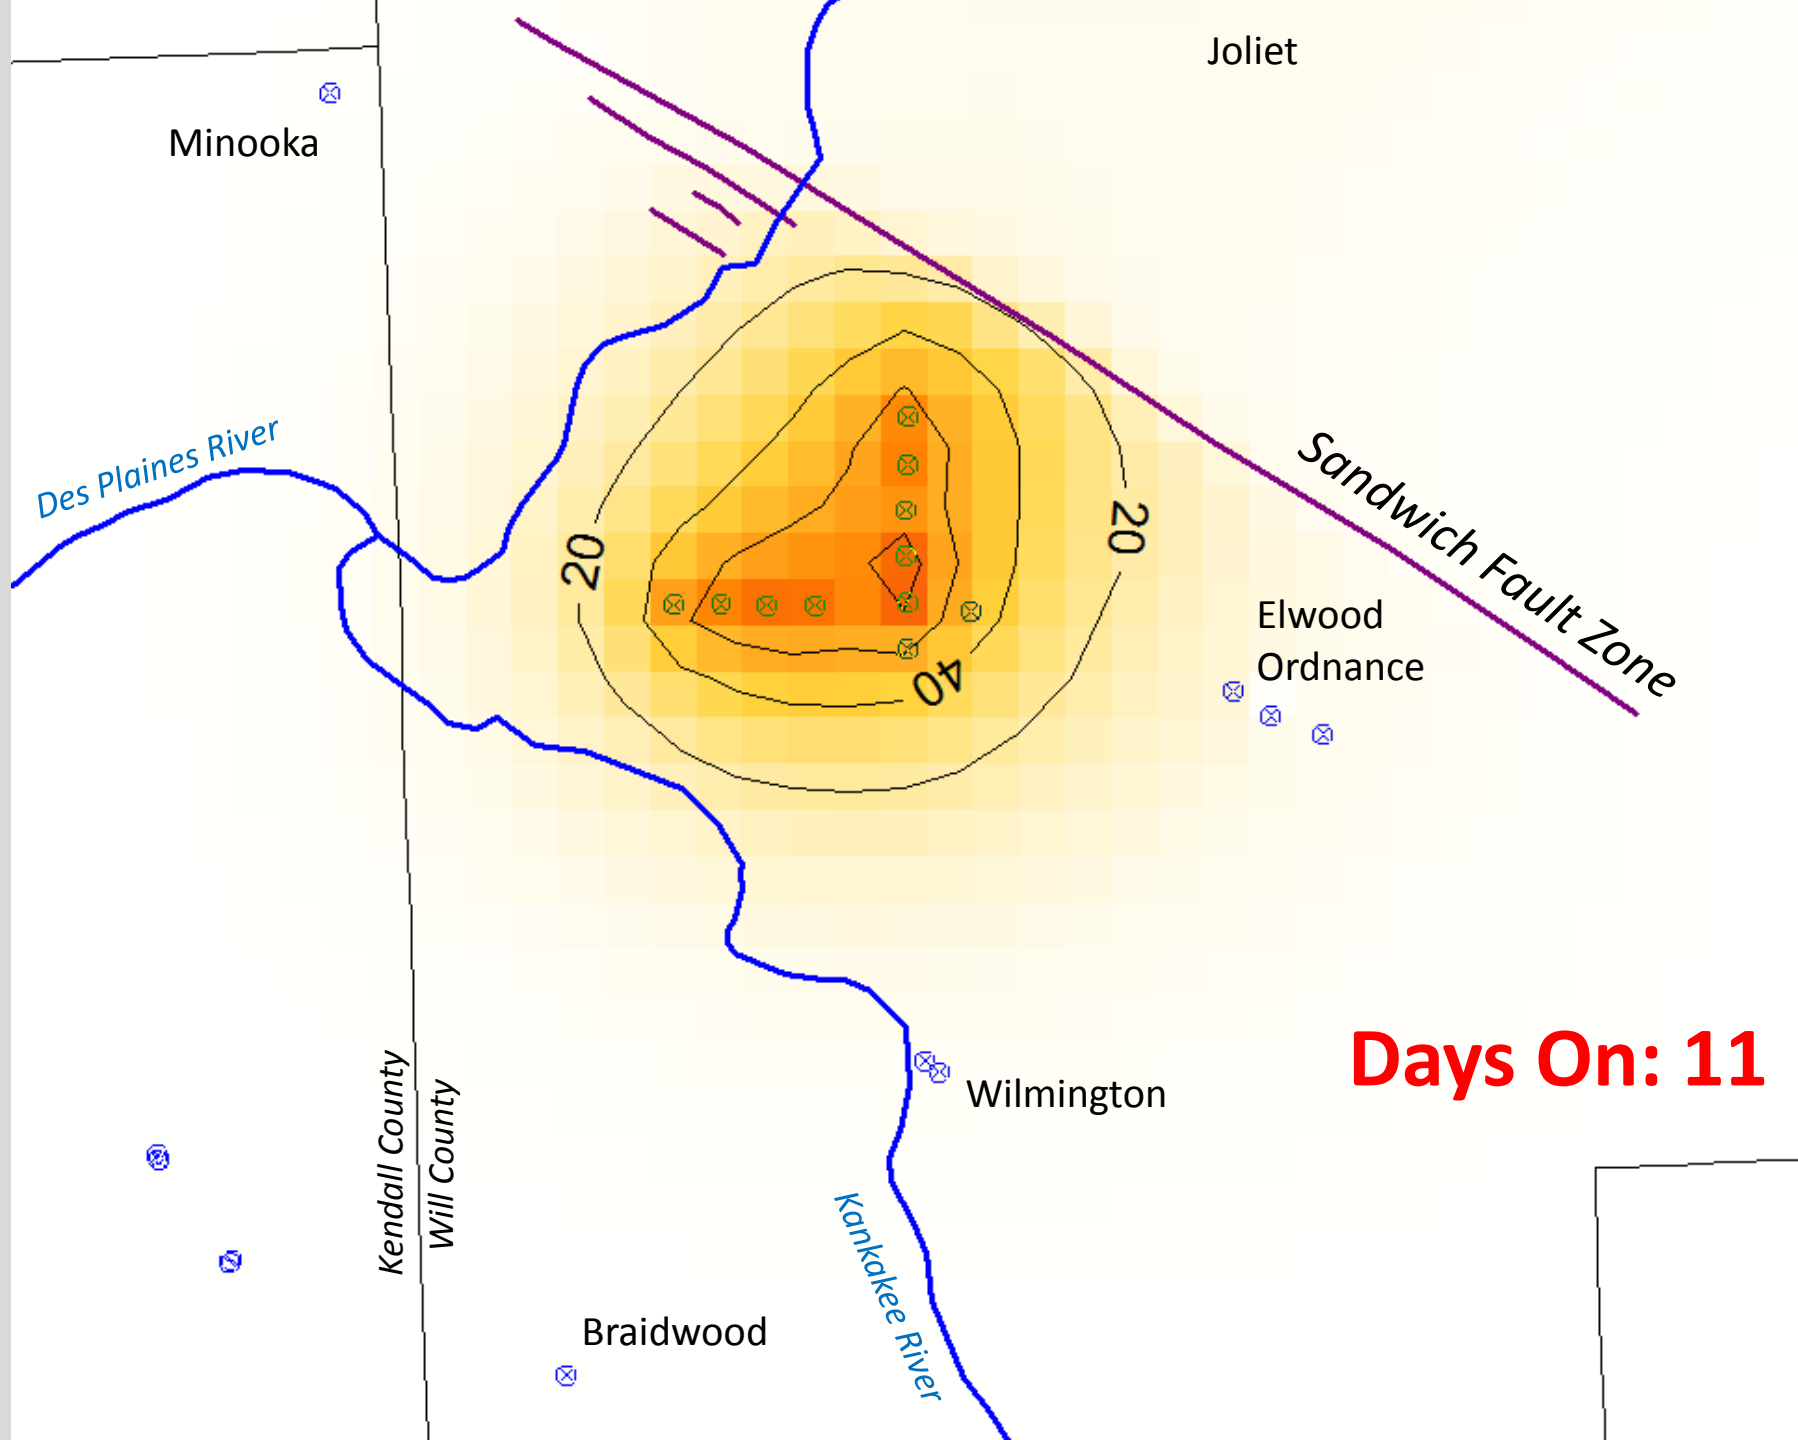 Joliet
Minooka
Des Plaines River
Sandwich Fault Zone
20
20
Elwood
Ordnance
40
Days On: 11
Wilmington
Kendall County
Will County
Kankakee River
Braidwood